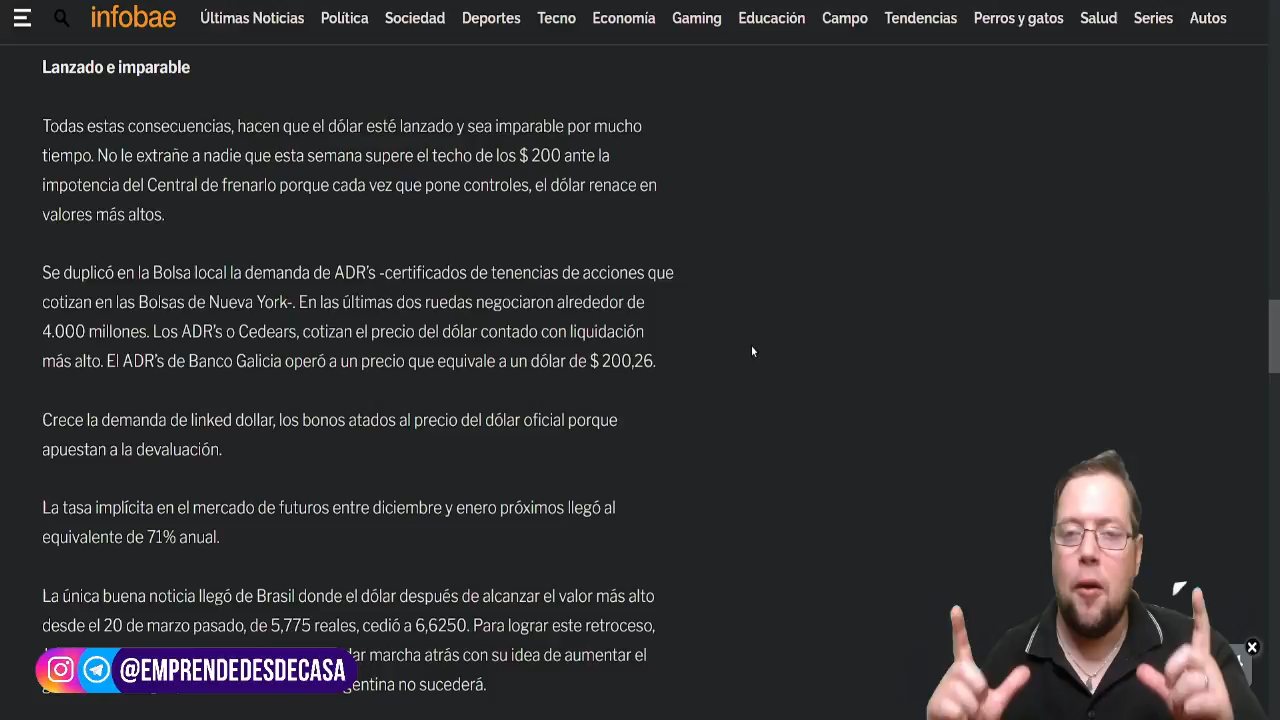 infobae Últimas Noticias Política Sociedad Deportes Tecno Economía Gaming Educación Campo Tendencias Perros y gatos Salud Series Autos
Lanzado e imparable
Todas estas consecuencias, hacen que el dólar esté lanzado y sea imparable por mucho
tiempo. No le extrañe a nadie que esta semana supere el techo de los $ 200 ante la
impotencia del Central de frenarlo porque cada vez que pone controles, el dólar renace en
valores más altos.
Se duplicó en la Bolsa local la demanda de ADR’s -certificados de tenencias de acciones que
cotizan en las Bolsas de Nueva York-. En las últimas dos ruedas negociaron alrededor de
4.000 millones. Los ADR’s o Cedears, cotizan el precio del dólar contado con liquidación
más alto. El ADR’s de Banco Galicia operó a un precio que equivale a un dólar de $ 200,26.
Crece la demanda de linked dollar, los bonos atados al precio del dólar oficial porque
apuestan a la devaluación.
La tasa implícita en el mercado de futuros entre diciembre y enero próximos llegó al
equivalente de 71% anual.
La única buena noticia llegó de Brasil donde el dólar después de alcanzar el valor más alto
desde el 20 de marzo pasado, de 5,775 reales, cedió a 6,6250. Para lograr este retroceso,
marcha atrás con su idea de aumentar el
no sucederá.
@EMPRENDEDESDECASA